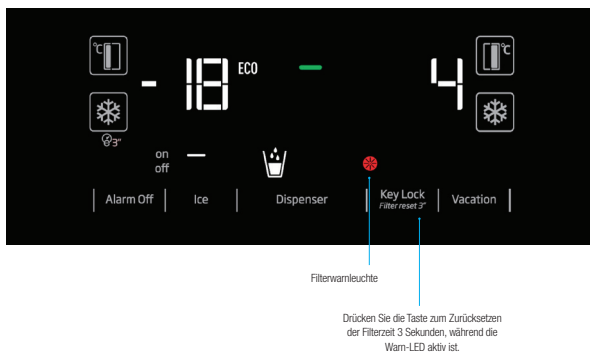 °C
- 18
ECO
4
°C
3"
on
off
Alarm Off
Ice
Dispenser
Key Lock
Filter reset 3"
Vacation
Filterwarnleuchte
Drücken Sie die Taste zum Zurücksetzen
der Filterzeit 3 Sekunden, während die
Warn-LED aktiv ist.